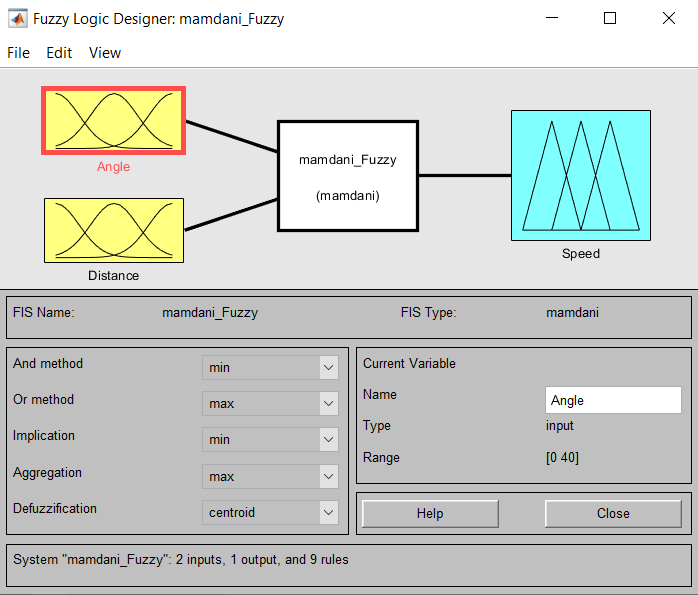 Fuzzy Logic Designer: mamdani_Fuzzy
File Edit View
Angle
Distance
mamdani_Fuzzy
(mamdani)
Speed
FIS Name: mamdani_Fuzzy FIS Type: mamdani
And method min
Or method max
Implication min
Aggregation max
Defuzzification centroid
Current Variable
Name Angle
Type input
Range [0 40]
Help Close
System "mamdani_Fuzzy": 2 inputs, 1 output, and 9 rules